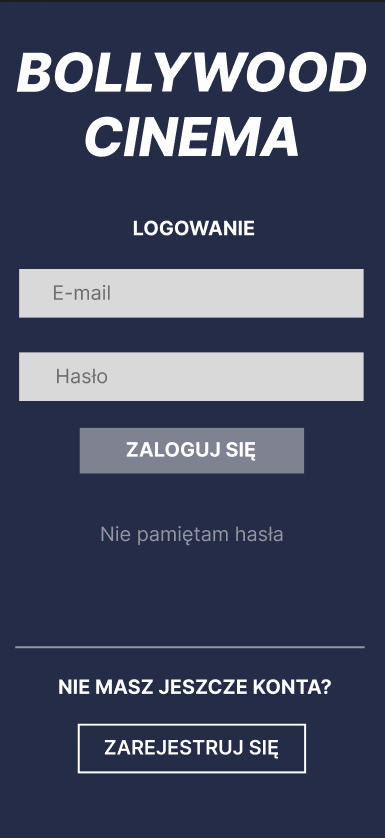 BOLLYWOOD
CINEMA
LOGOWANIE
E-mail
Hasło
ZALOGUJ SIĘ
Nie pamiętam hasła
NIE MASZ JESZCZE KONTA?
ZAREJESTRUJ SIĘ